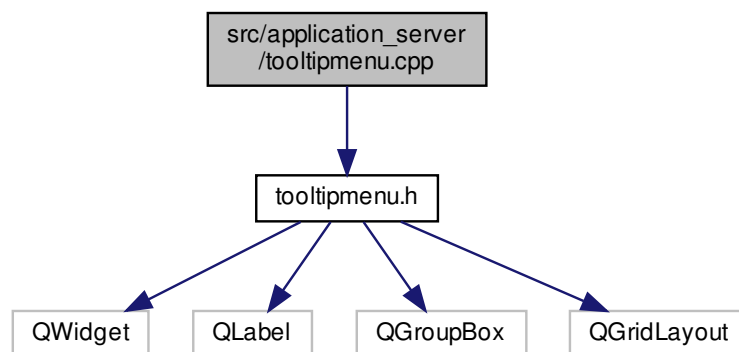 src/application_server
/tooltipmenu.cpp
tooltipmenu.h
QWidget
QLabel
QGroupBox
QGridLayout